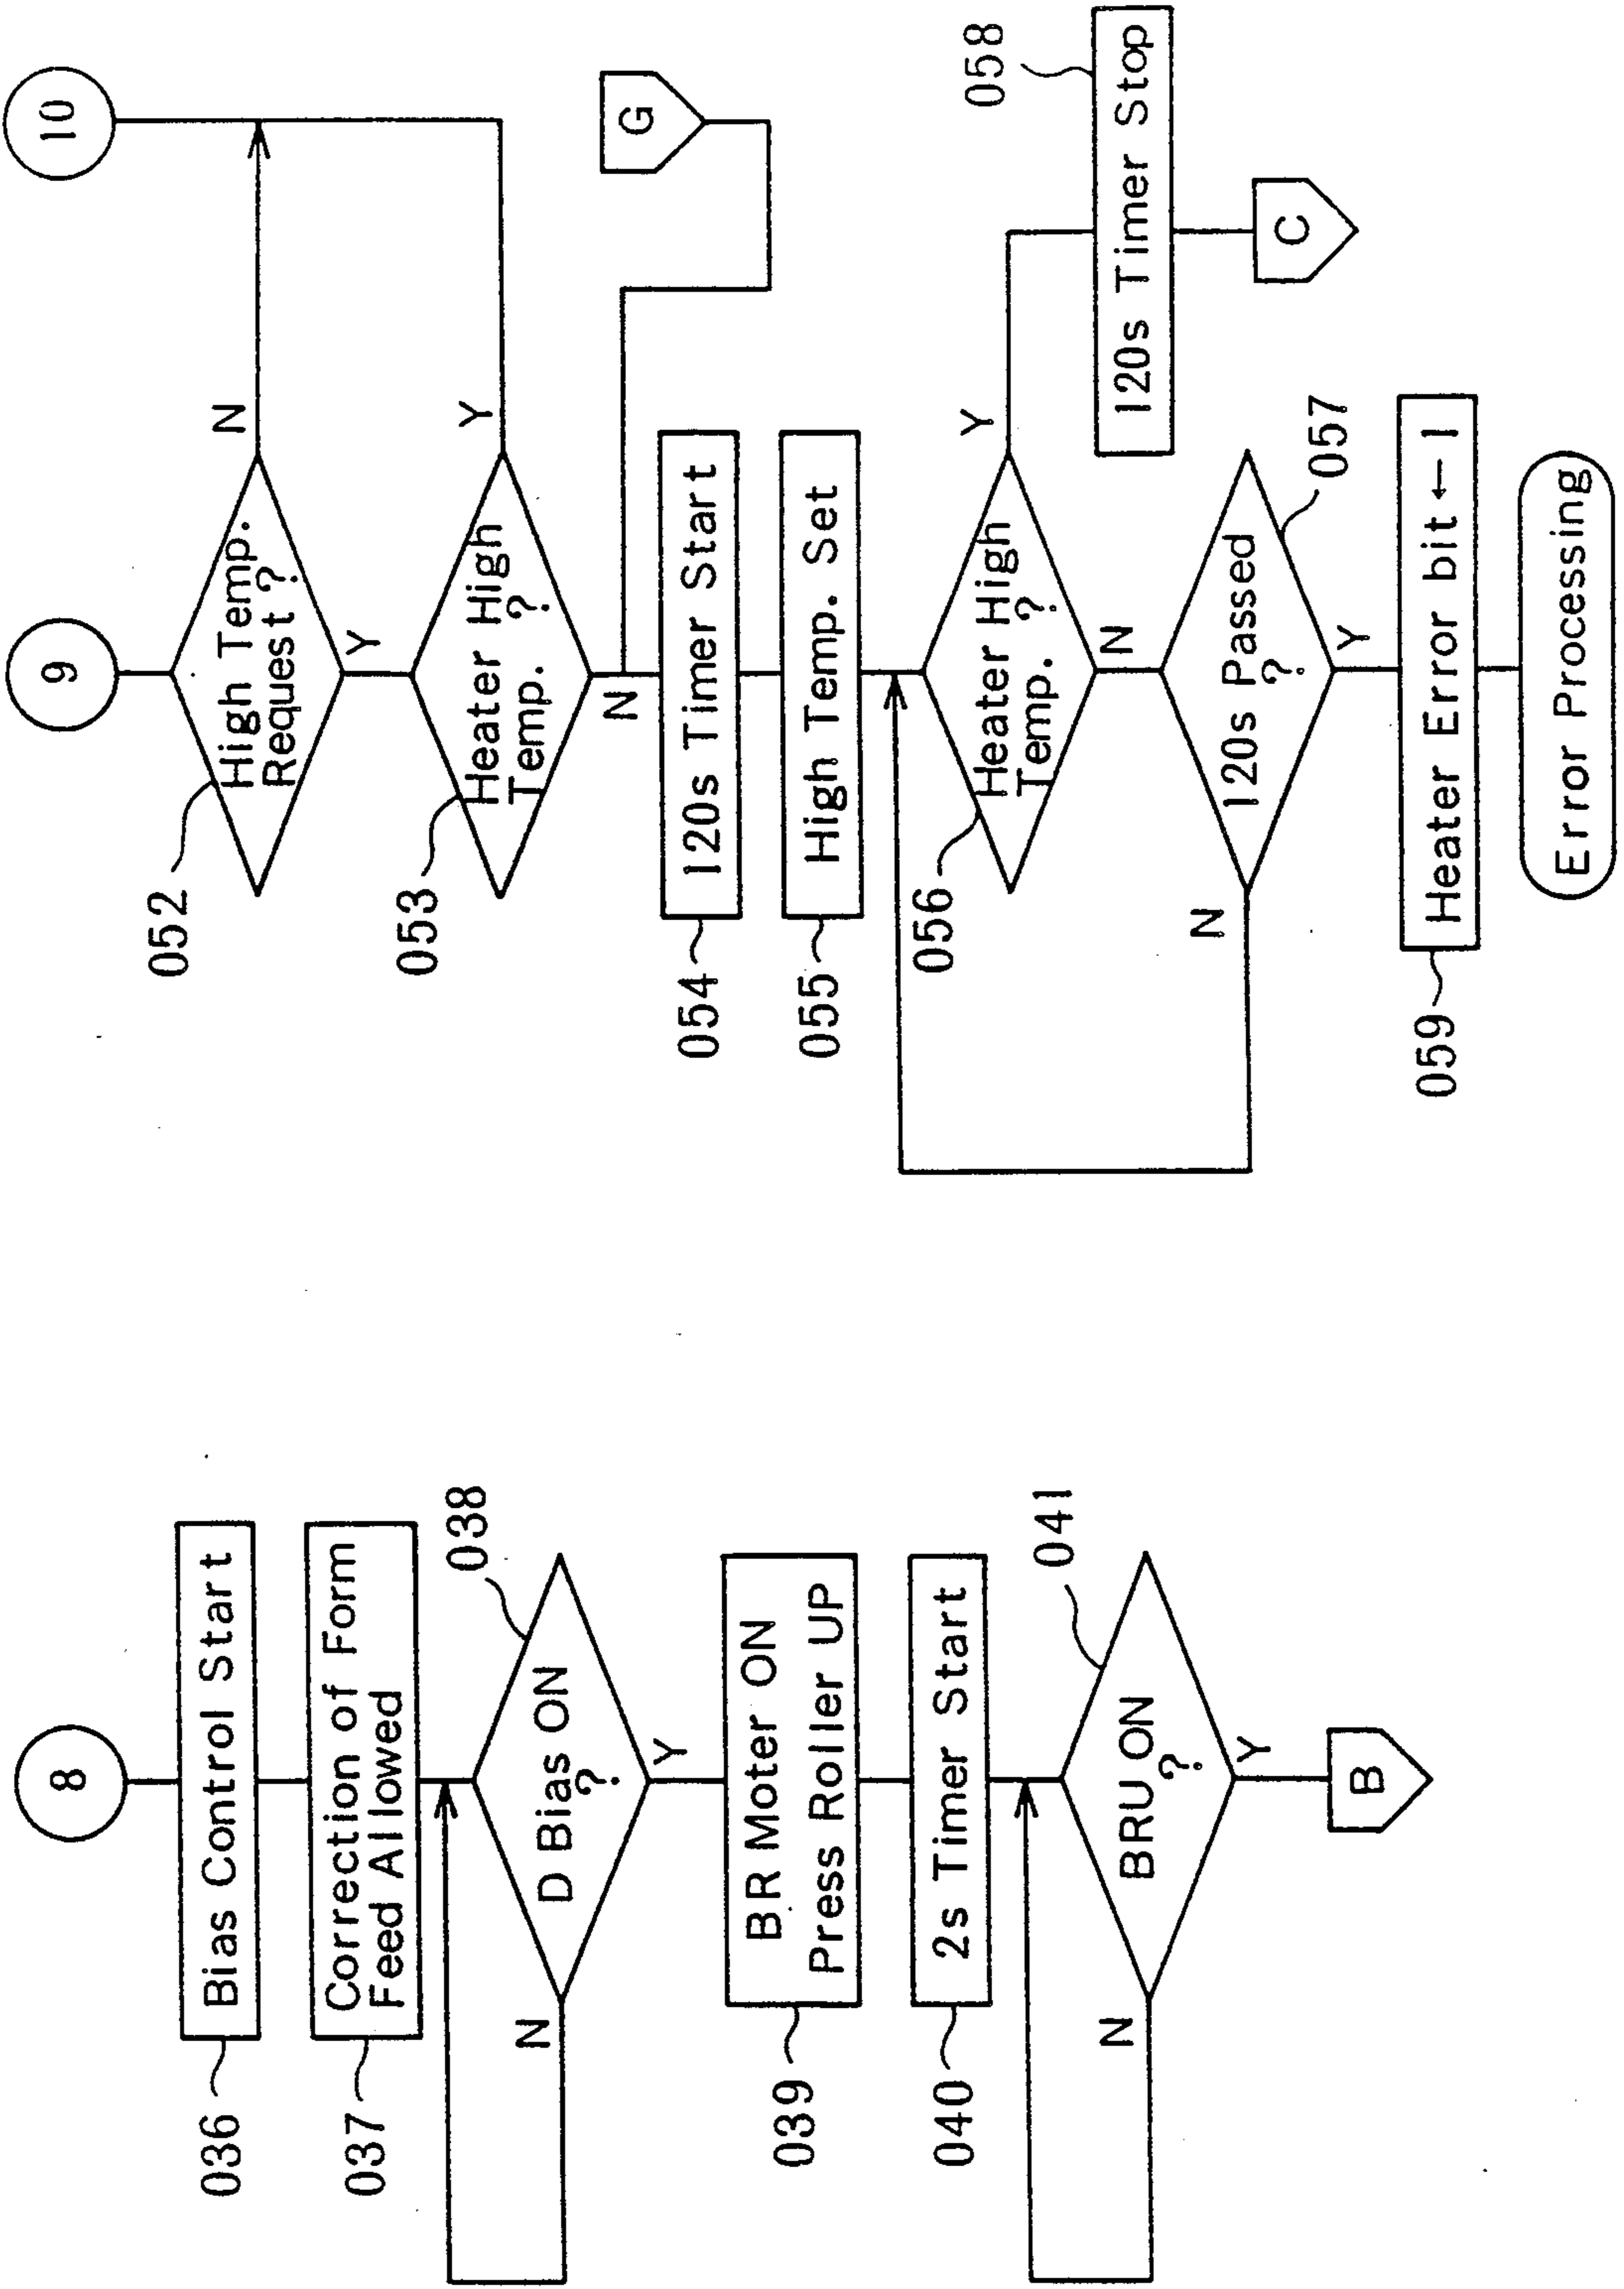 8
036
Bias Control Start
037
Correction of Form
Feed Allowed
038
D Bias ON
?
N
Y
039
BR Moter ON
Press Roller UP
040
2s Timer Start
041
BRU ON
?
N
Y
B
9
10
052
High Temp.
Request ?
N
Y
053
Heater High
Temp. ?
Y
N
G
054
120s Timer Start
055
High Temp. Set
056
Heater High
Temp. ?
Y
N
058
120s Timer Stop
C
057
120s Passed
?
N
Y
059
Heater Error bit ← 1
Error Processing